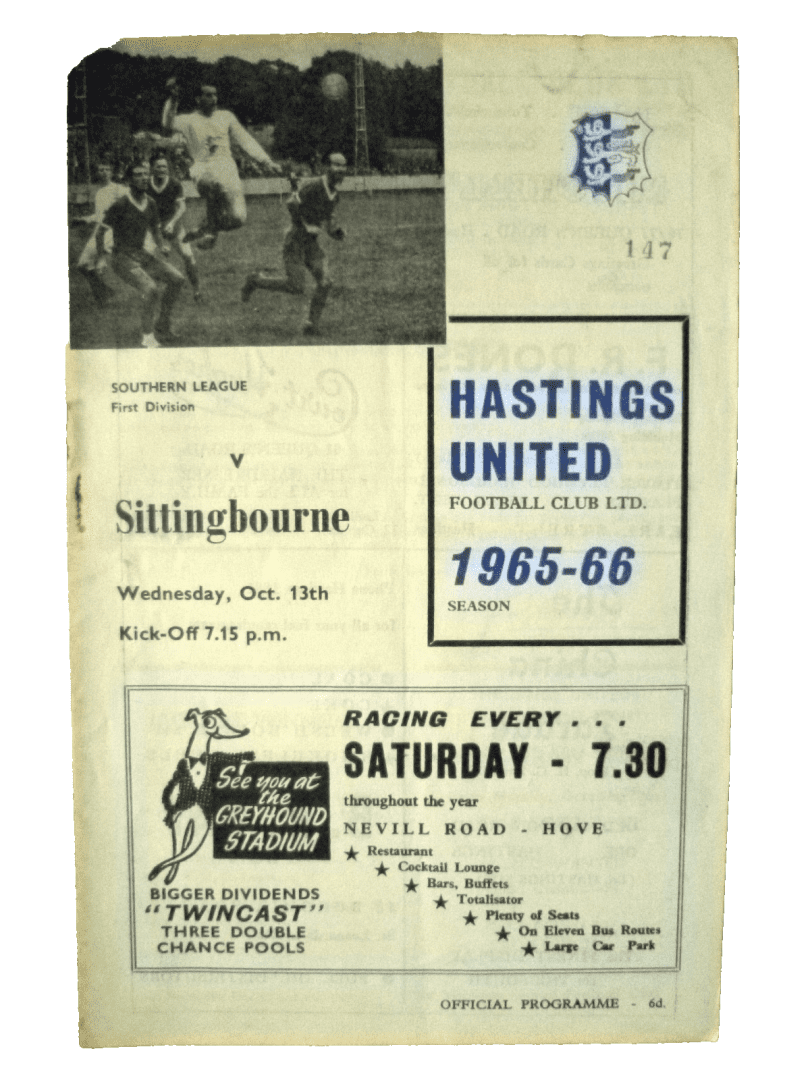 147
SOUTHERN LEAGUE
First Division
v
Sittingbourne
Wednesday, Oct. 13th
Kick-Off 7.15 p.m.
HASTINGS
UNITED
FOOTBALL CLUB LTD.
1965-66
SEASON
See you at
the
GREYHOUND
STADIUM
BIGGER DIVIDENDS
"TWINCAST"
THREE DOUBLE
CHANCE POOLS
RACING EVERY . . .
SATURDAY - 7.30
throughout the year
NEVILL ROAD - HOVE
★ Restaurant
★ Cocktail Lounge
★ Bars, Buffets
★ Totalisator
★ Plenty of Seats
★ On Eleven Bus Routes
★ Large Car Park
OFFICIAL PROGRAMME - 6d.